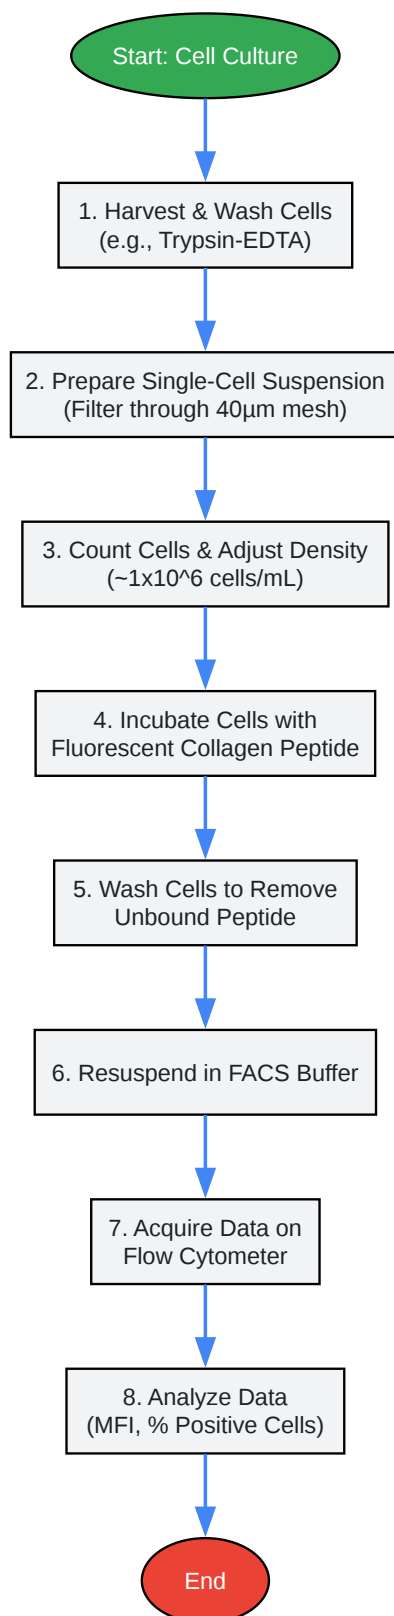 Start: Cell Culture
1. Harvest & Wash Cells
(e.g., Trypsin-EDTA)
2. Prepare Single-Cell Suspension
(Filter through 40µm mesh)
3. Count Cells & Adjust Density
(~1x10^6 cells/mL)
4. Incubate Cells with
Fluorescent Collagen Peptide
5. Wash Cells to Remove
Unbound Peptide
6. Resuspend in FACS Buffer
7. Acquire Data on
Flow Cytometer
8. Analyze Data
(MFI, % Positive Cells)
End